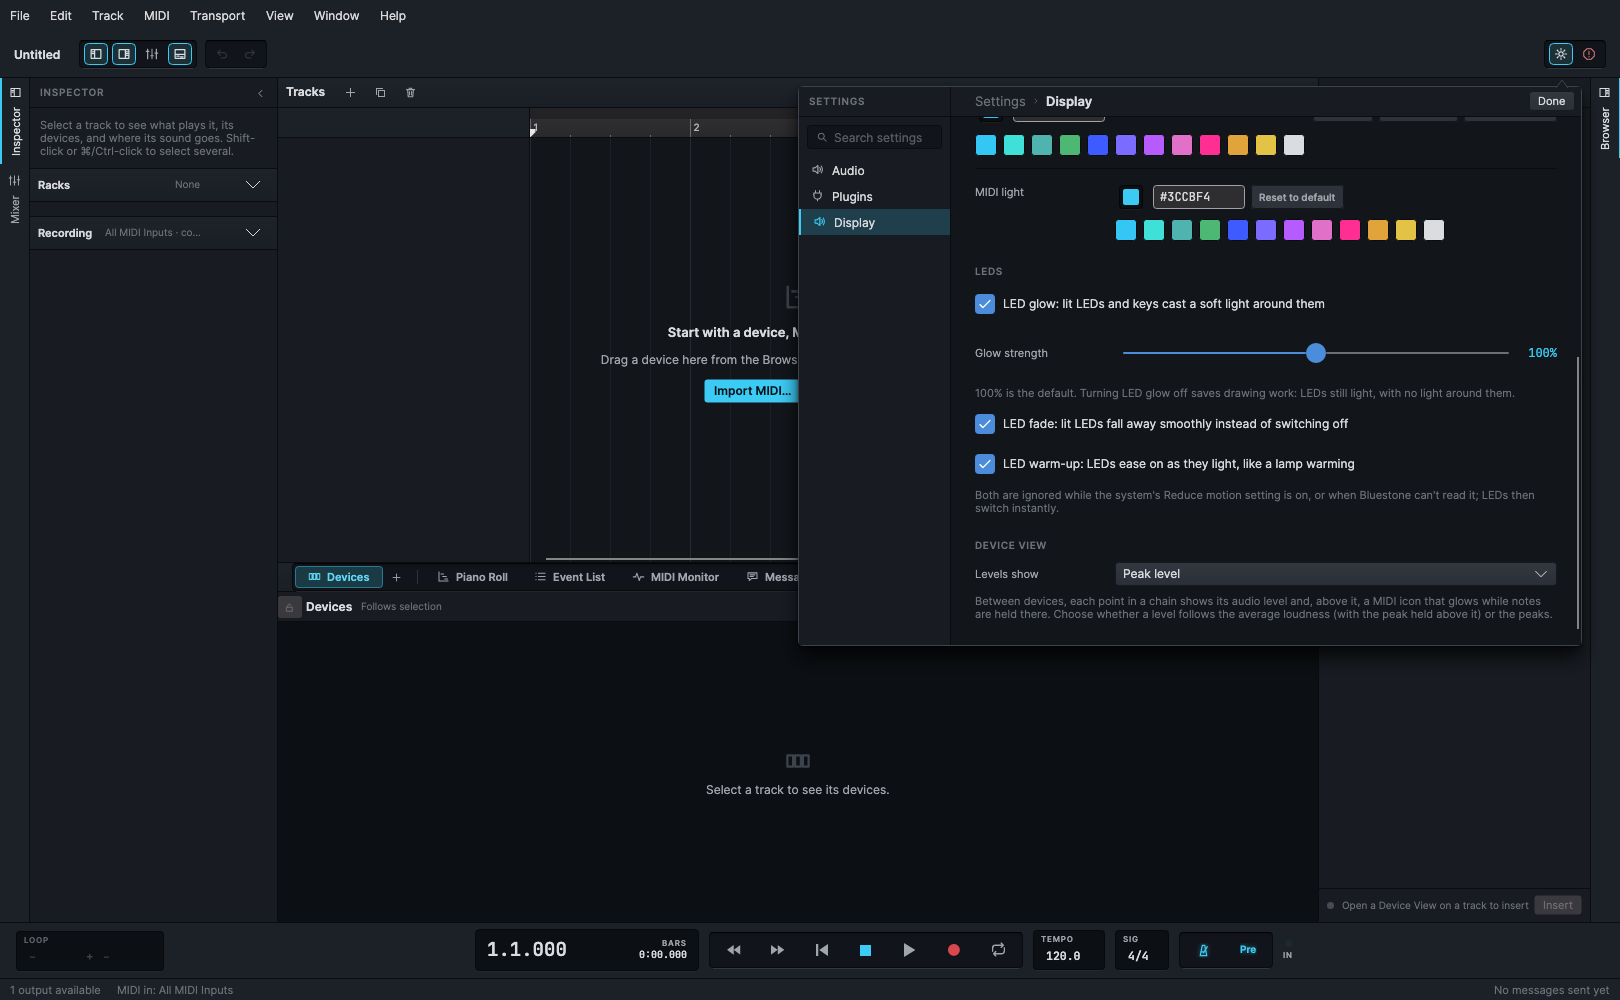 File Edit Track MIDI Transport View Window Help
Untitled
Inspector
Mixer
INSPECTOR
Select a track to see what plays it, its
devices, and where its sound goes. Shift-
click or ⌘/Ctrl-click to select several.
Racks None
Recording All MIDI Inputs · co...
Tracks
1 2
Start with a device, M
Drag a device here from the Brows
Import MIDI...
SETTINGS
Search settings
Audio
Plugins
Display
Settings › Display
Done
MIDI light #3CCBF4 Reset to default
LEDS
LED glow: lit LEDs and keys cast a soft light around them
Glow strength 100%
100% is the default. Turning LED glow off saves drawing work: LEDs still light, with no light around them.
LED fade: lit LEDs fall away smoothly instead of switching off
LED warm-up: LEDs ease on as they light, like a lamp warming
Both are ignored while the system's Reduce motion setting is on, or when Bluestone can't read it; LEDs then
switch instantly.
DEVICE VIEW
Levels show Peak level
Between devices, each point in a chain shows its audio level and, above it, a MIDI icon that glows while notes
are held there. Choose whether a level follows the average loudness (with the peak held above it) or the peaks.
Browser
Devices + Piano Roll Event List MIDI Monitor Messa
Devices Follows selection
Select a track to see its devices.
Open a Device View on a track to insert Insert
LOOP
– + –
1.1.000
BARS
0:00.000
TEMPO
120.0
SIG
4/4
Pre
IN
1 output available MIDI in: All MIDI Inputs
No messages sent yet